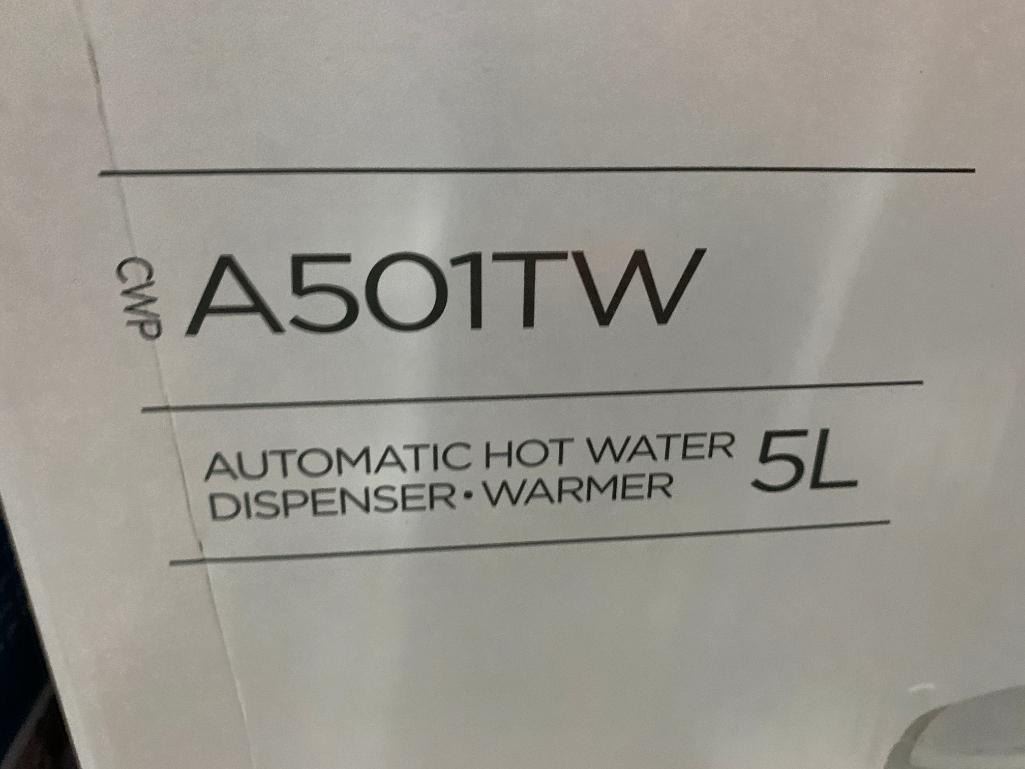 CWP A501TW
AUTOMATIC HOT WATER
DISPENSER•WARMER
5L